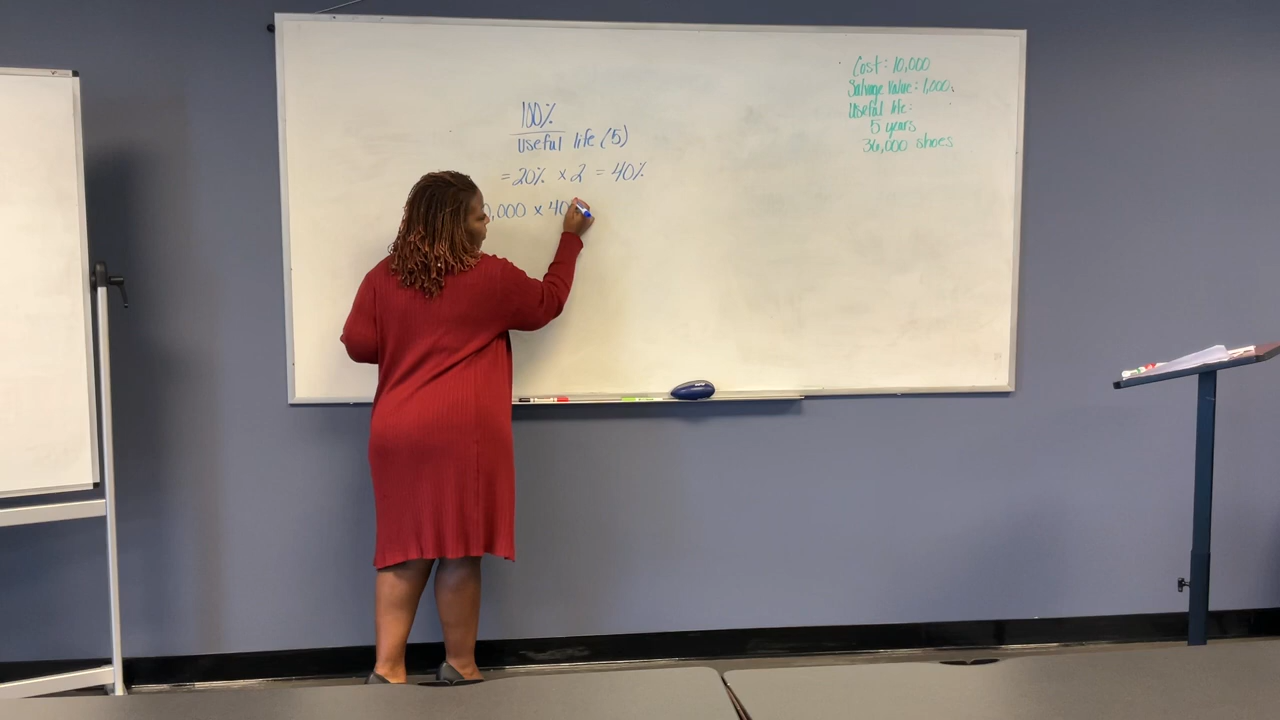 100%
Useful life (5)
= 20% x 2 = 40%
0,000 x 40
Cost: 10,000
Salvage Value: 1,000
Useful life:
5 years
36,000 shoes